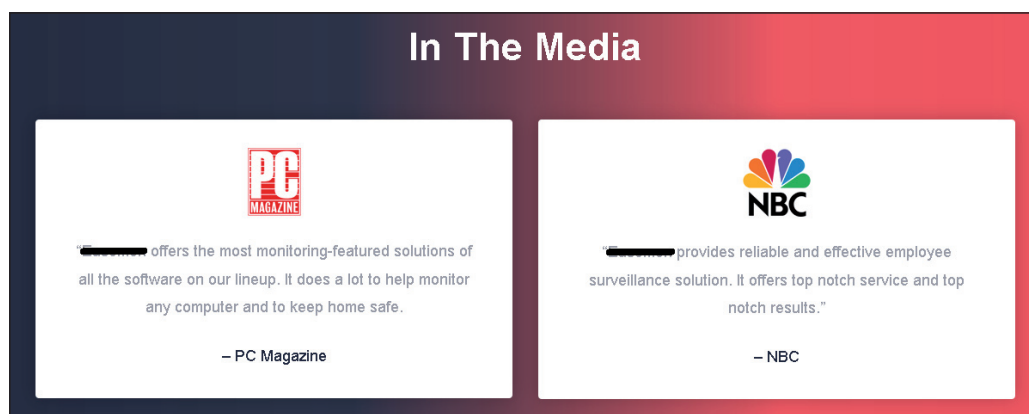 In The Media
PC
MAGAZINE
NBC
“ offers the most monitoring-featured solutions of
all the software on our lineup. It does a lot to help monitor
any computer and to keep home safe.
– PC Magazine
“ provides reliable and effective employee
surveillance solution. It offers top notch service and top
notch results.”
– NBC